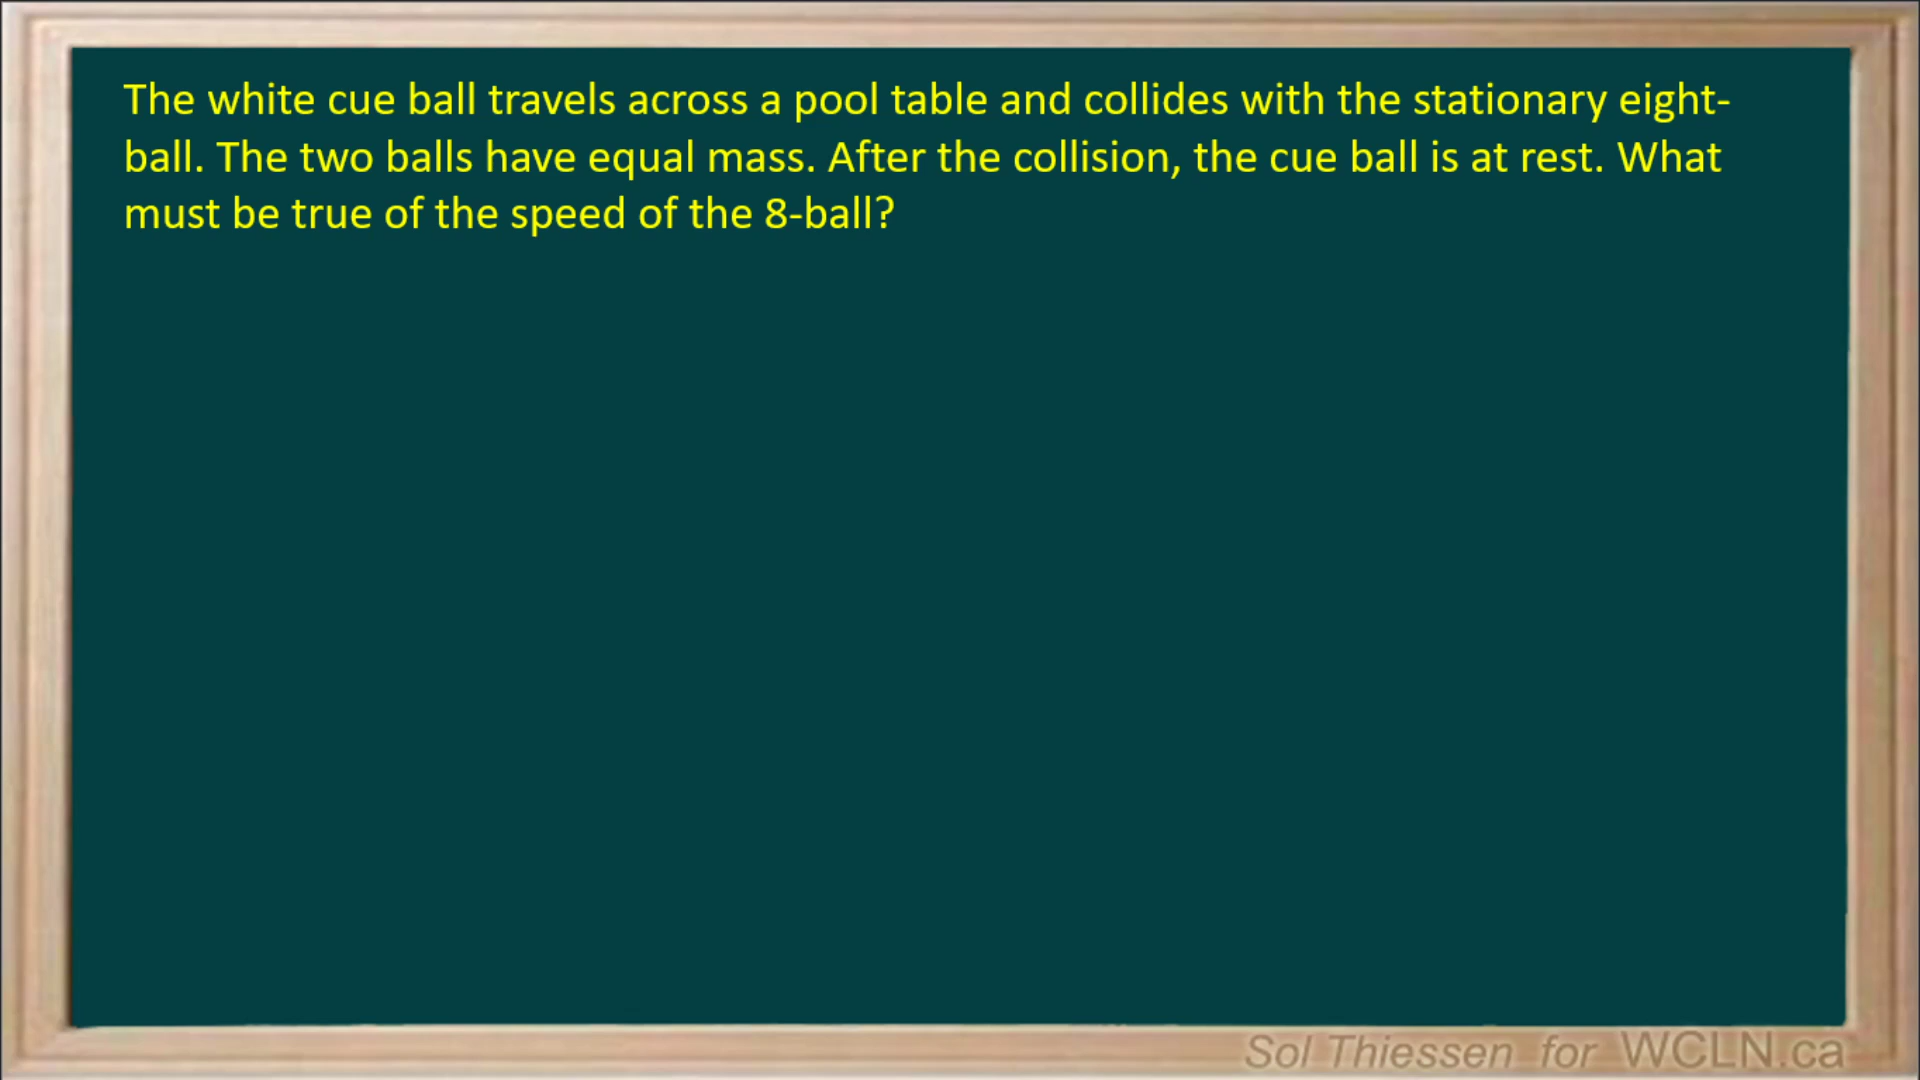 The white cue ball travels across a pool table and collides with the stationary eight-
ball. The two balls have equal mass. After the collision, the cue ball is at rest. What
must be true of the speed of the 8-ball?
Sol Thiessen for WCLN.ca